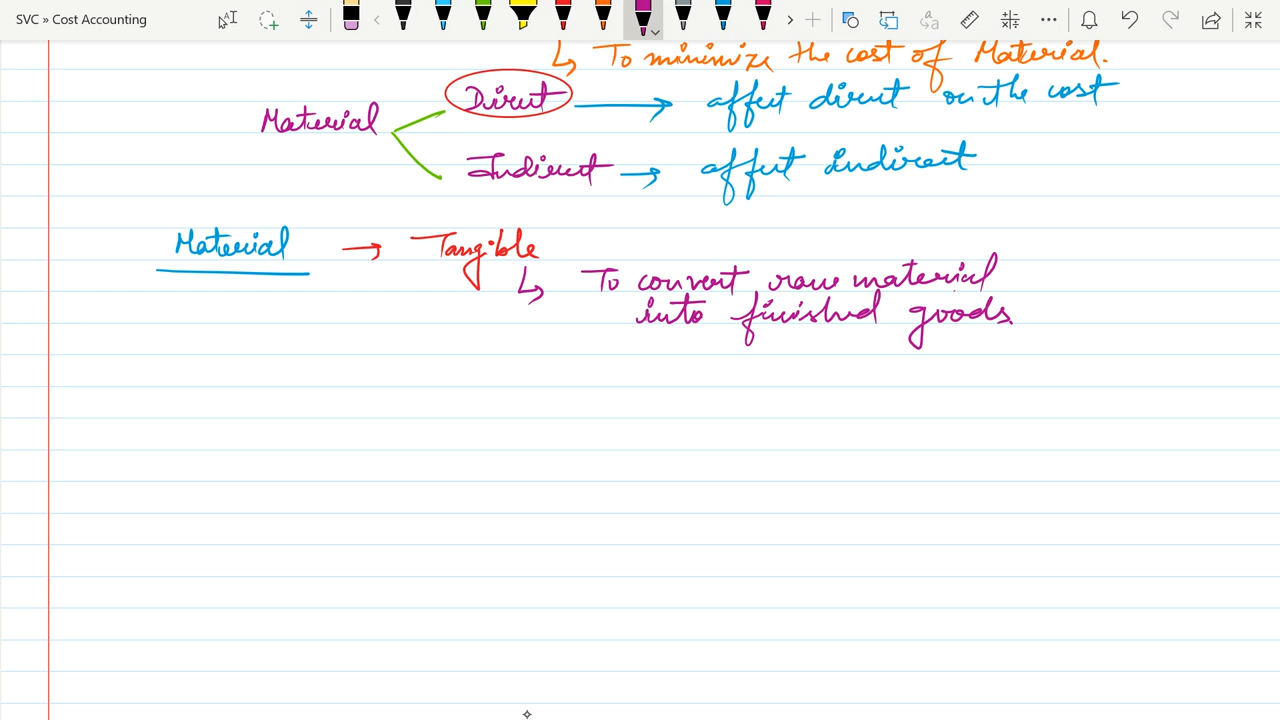 SVC » Cost Accounting
↳ To minimize the cost of Material.
Material
Direct → affect direct on the cost
Indirect → affect indirect
Material → Tangible
↳ To convert raw material
into finished goods.